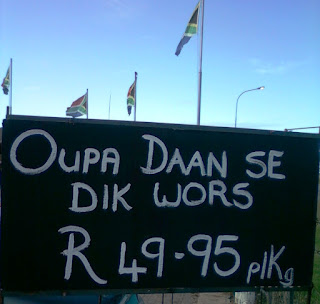 OUPA DAAN SE
DIK WORS
R 49-95 p/Kg